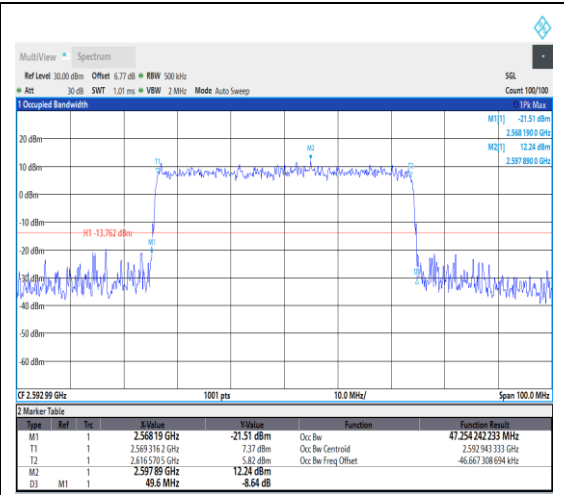 MultiView Spectrum
Ref Level 30.00 dBm Offset 6.77 dB RBW 500 kHz SGL
Att 30 dB SWT 1.01 ms VBW 2 MHz Mode Auto Sweep Count 100/100
1 Occupied Bandwidth 1Pk Max
M1[1] -21.51 dBm
2.568 190 0 GHz
M2[1] 12.24 dBm
2.597 890 0 GHz
20 dBm
M2
T1
10 dBm
0 dBm
-10 dBm
H1 -13.762 dBm
M1
-20 dBm
-30 dBm
D3
-40 dBm
-50 dBm
-60 dBm
CF 2.592 99 GHz 1001 pts 10.0 MHz/ Span 100.0 MHz
2 Marker Table
Type Ref Trc X-Value Y-Value Function Function Result
M1 1 2.568 19 GHz -21.51 dBm Occ Bw 47.254 242 233 MHz
T1 1 2.569 316 2 GHz 7.37 dBm Occ Bw Centroid 2.592 943 333 GHz
T2 1 2.616 570 5 GHz 5.82 dBm Occ Bw Freq Offset -46.667 308 694 kHz
M2 1 2.597 89 GHz 12.24 dBm
D3 M1 1 49.6 MHz -8.64 dB